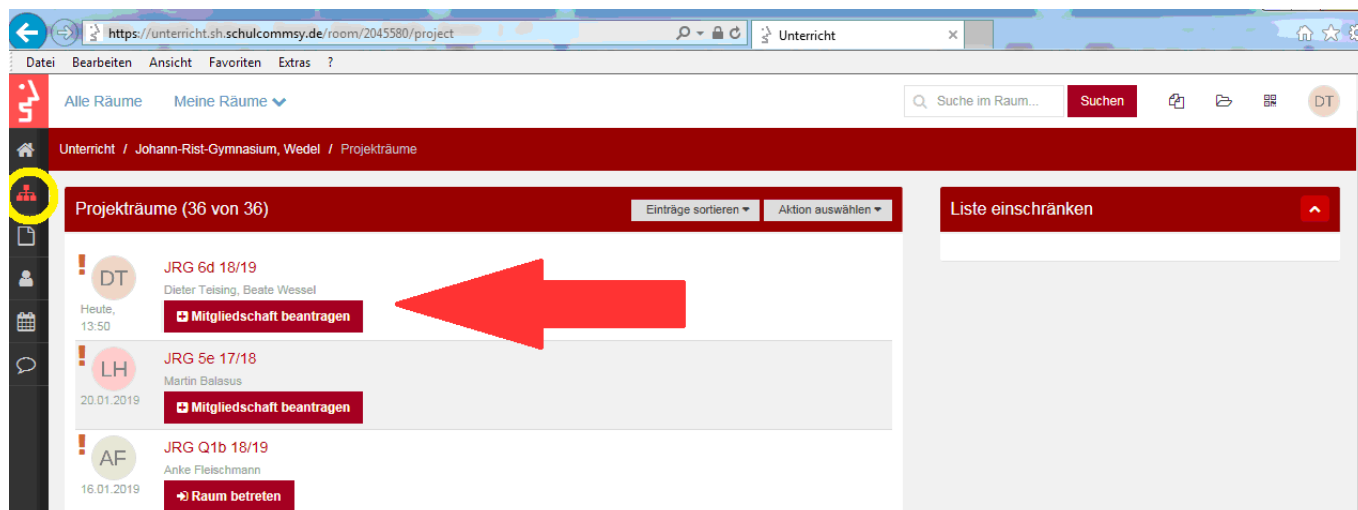 https://unterricht.sh.schulcommsy.de/room/2045580/project
Unterricht
Datei Bearbeiten Ansicht Favoriten Extras ?
Alle Räume Meine Räume
Suche im Raum... Suchen DT
Unterricht / Johann-Rist-Gymnasium, Wedel / Projekträume
Projekträume (36 von 36) Einträge sortieren Aktion auswählen
Liste einschränken
! DT
JRG 6d 18/19
Dieter Teising, Beate Wessel
Heute, 13:50
Mitgliedschaft beantragen
! LH
JRG 5e 17/18
Martin Balasus
20.01.2019
Mitgliedschaft beantragen
! AF
JRG Q1b 18/19
Anke Fleischmann
16.01.2019
Raum betreten